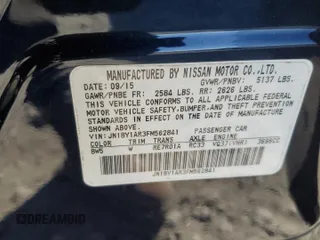 MANUFACTURED BY NISSAN MOTOR CO.,LTD.
DATE: 09/15 GVWR/PNBV: 5137 LBS.
GAWR/PNBE FR: 2584 LBS. RR: 2626 LBS.
THIS VEHICLE CONFORMS TO ALL APPLICABLE FEDERAL
MOTOR VEHICLE SAFETY, BUMPER, AND THEFT PREVENTION
STANDARDS IN EFFECT ON THE DATE OF
MANUFACTURE SHOWN ABOVE.
VIN: JN1BY1AR3FM562841 PASSENGER CAR
COLOR TRIM TRANS AXLE ENGINE
BW5 W RE7R01A RC33 VQ37(VHR) 3696CC
JN1BY1AR3FM562841
DREAMBID